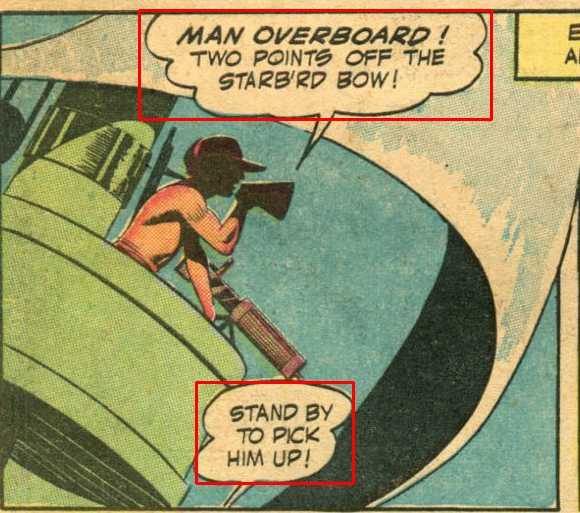 MAN OVERBOARD!
TWO POINTS OFF THE
STARB'RD BOW!
STAND BY
TO PICK
HIM UP!